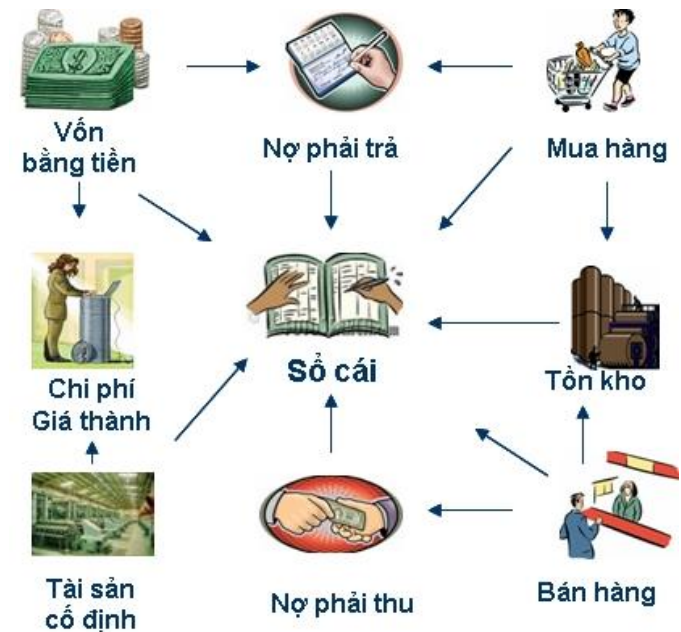 Vốn
bằng tiền
Nợ phải trả
Mua hàng
Chi phí
Giá thành
Sổ cái
Tồn kho
Tài sản
cố định
Nợ phải thu
Bán hàng